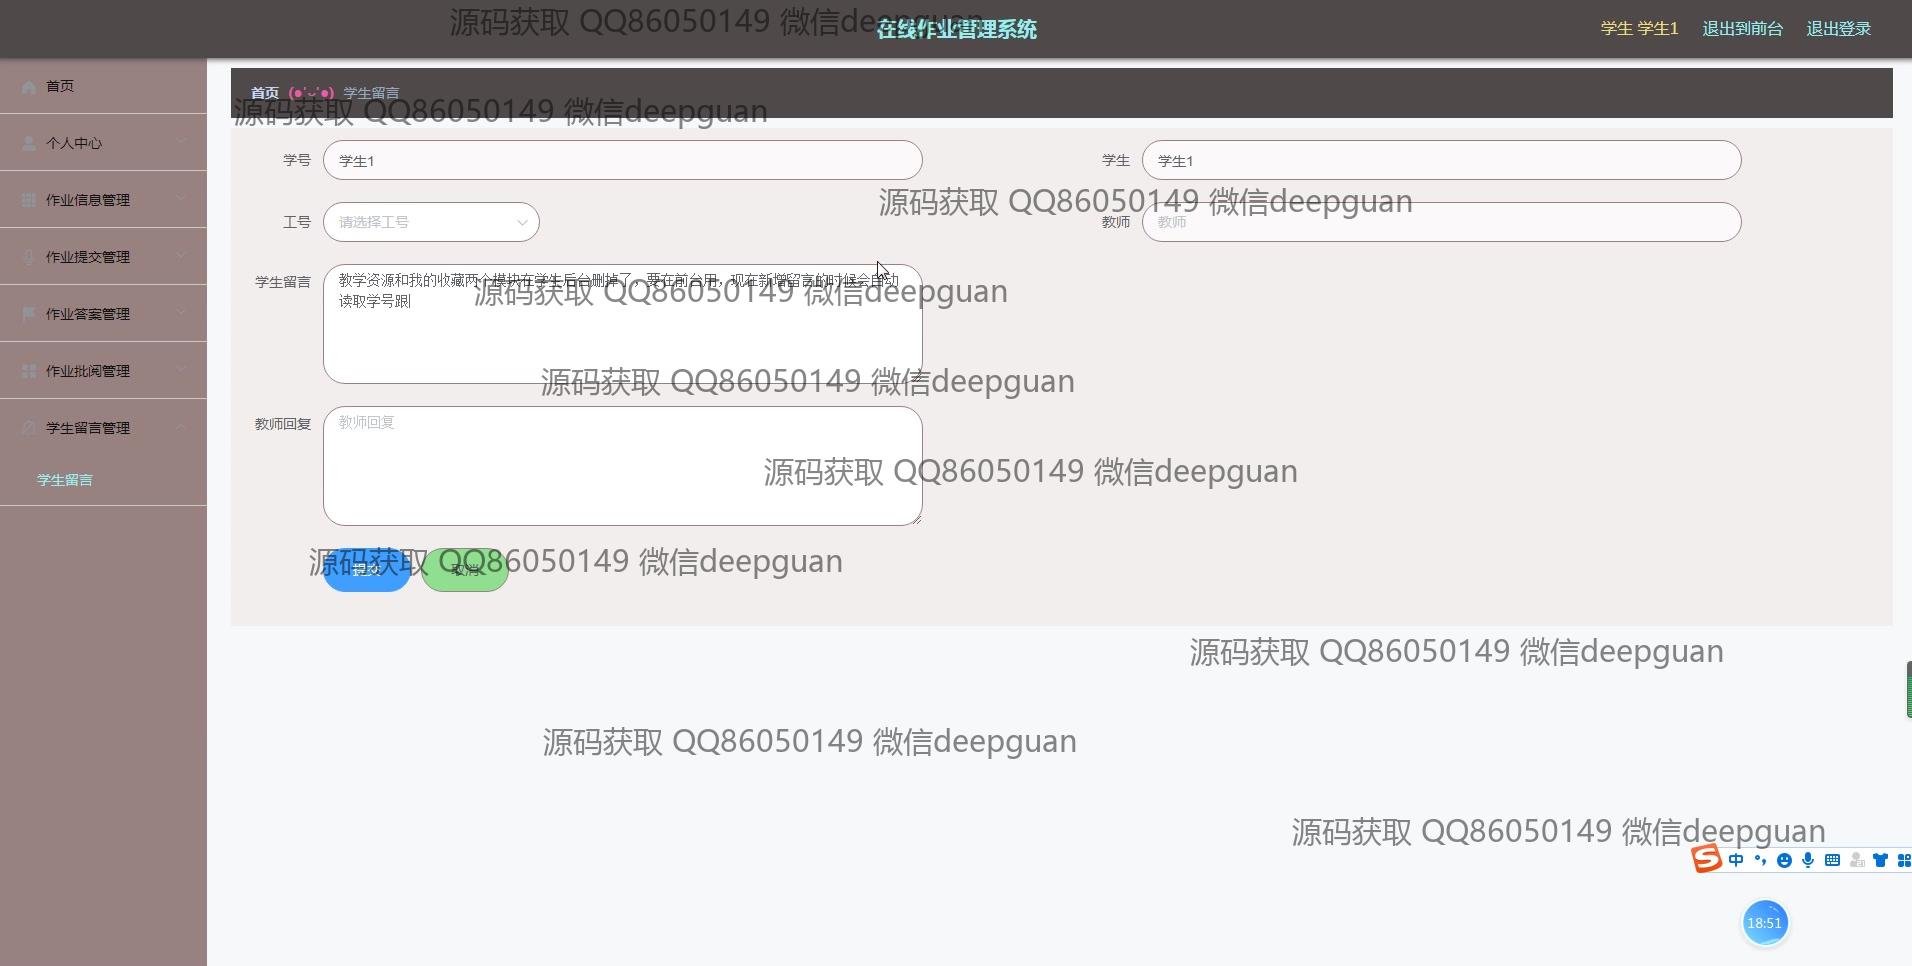 源码获取 QQ86050149 微信deepguan
在线作业管理系统
学生 学生1
退出到前台
退出登录
首页
个人中心
作业信息管理
作业提交管理
作业答案管理
作业批阅管理
学生留言管理
学生留言
首页 (●'◡'●) 学生留言
源码获取 QQ86050149 微信deepguan
学号
学生1
学生
学生1
源码获取 QQ86050149 微信deepguan
工号
请选择工号
教师
教师
学生留言
教学资源和我的收藏两个模块在学生后台删掉了，要在前台用，现在新增留言的时候会自动
读取学号跟
源码获取 QQ86050149 微信deepguan
源码获取 QQ86050149 微信deepguan
教师回复
教师回复
源码获取 QQ86050149 微信deepguan
源码获取 QQ86050149 微信deepguan
提交
取消
源码获取 QQ86050149 微信deepguan
源码获取 QQ86050149 微信deepguan
源码获取 QQ86050149 微信deepguan
中
18:51